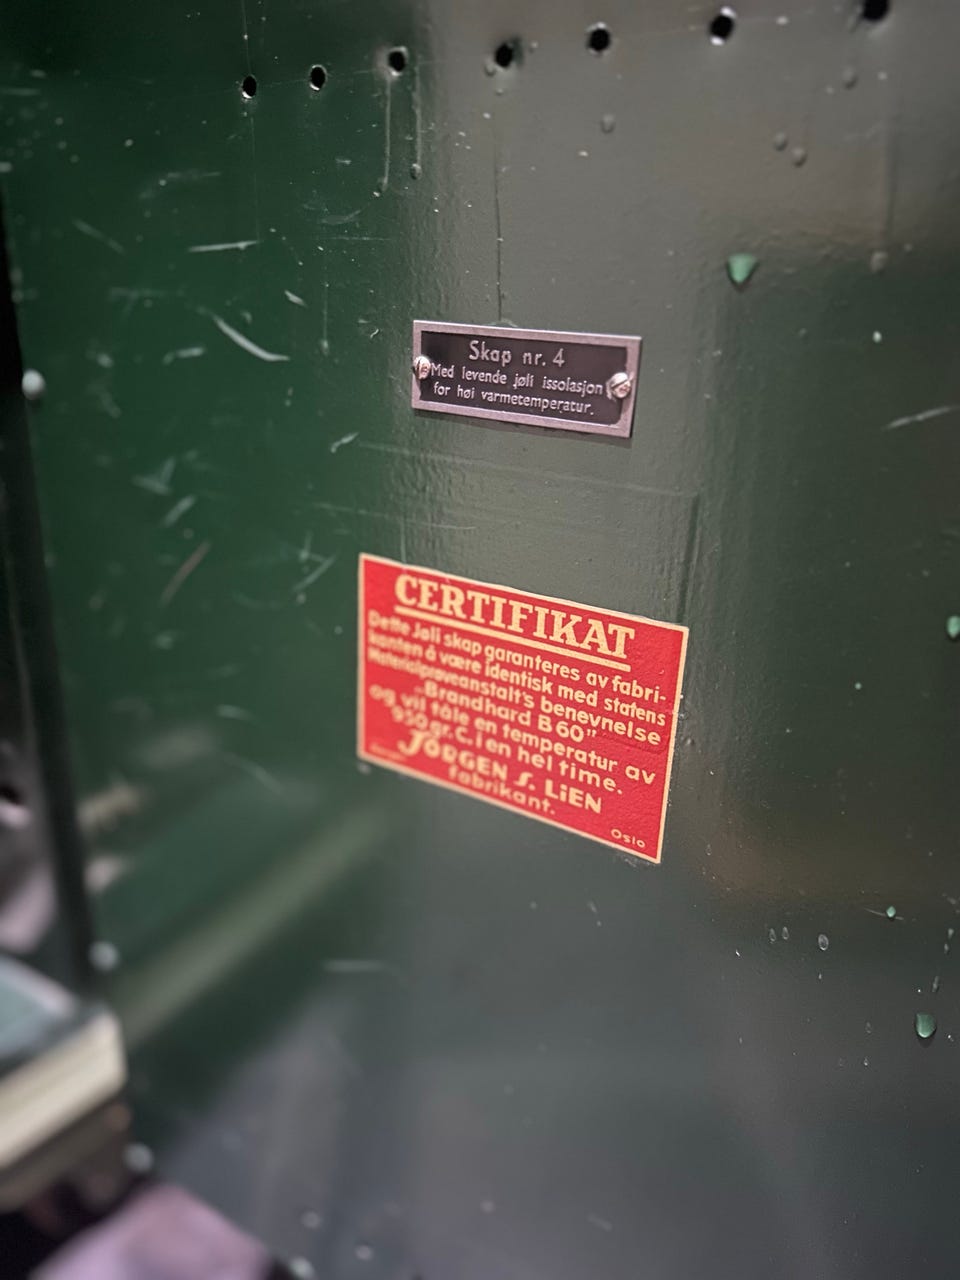 Skap nr. 4
Med levende jøli issolasjon
for høi varmetemperatur.
CERTIFIKAT
Dette Jøli skap garanteres av fabri-
kanten å være identisk med statens
Materialprøveanstalt's benevnelse
„Brandhard B 60"
og vil tåle en temperatur av
950 gr. C. i en hel time.
JÖRGEN S. LiEN
fabrikant.
Oslo